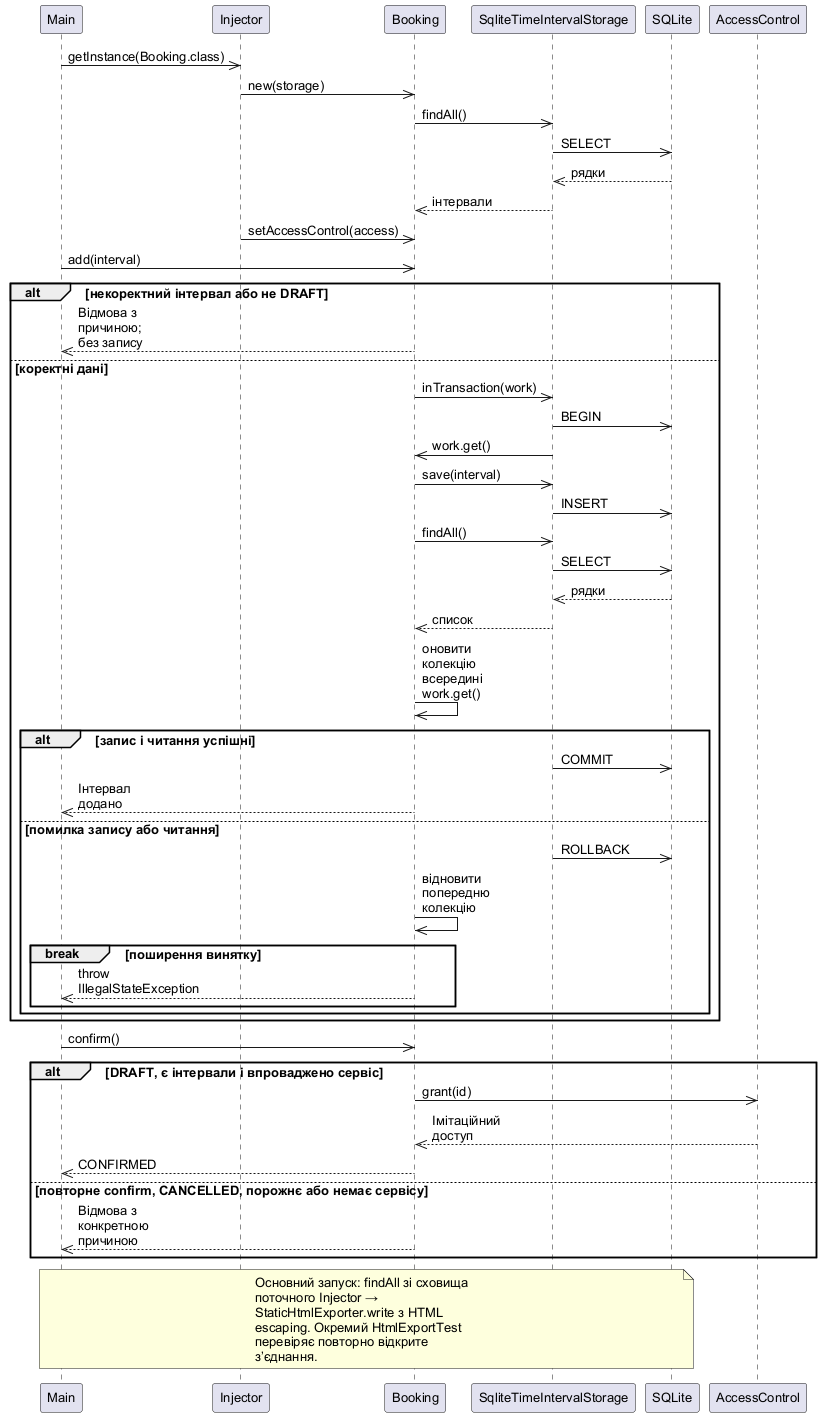 Main Injector Booking SqliteTimeIntervalStorage SQLite AccessControl
getInstance(Booking.class)
new(storage)
findAll()
SELECT
рядки
інтервали
setAccessControl(access)
add(interval)
alt [некоректний інтервал або не DRAFT]
Відмова з
причиною;
без запису
[коректні дані]
inTransaction(work)
BEGIN
work.get()
save(interval)
INSERT
findAll()
SELECT
рядки
список
оновити
колекцію
всередині
work.get()
alt [запис і читання успішні]
COMMIT
Інтервал
додано
[помилка запису або читання]
ROLLBACK
відновити
попередню
колекцію
break [поширення винятку]
throw
IllegalStateException
confirm()
alt [DRAFT, є інтервали і впроваджено сервіс]
grant(id)
Імітаційний
доступ
CONFIRMED
[повторне confirm, CANCELLED, порожнє або немає сервісу]
Відмова з
конкретною
причиною
Основний запуск: findAll зі сховища
поточного Injector →
StaticHtmlExporter.write з HTML
escaping. Окремий HtmlExportTest
перевіряє повторно відкрите
з'єднання.
Main Injector Booking SqliteTimeIntervalStorage SQLite AccessControl